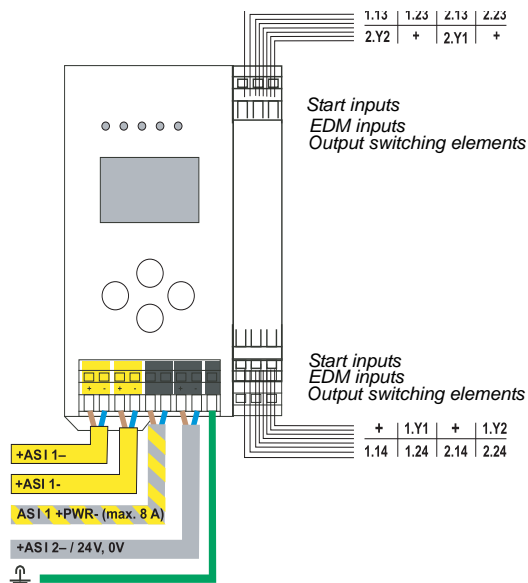 1.13 1.23 2.13 2.23
2.Y2 + 2.Y1 +
Start inputs
EDM inputs
Output switching elements
Start inputs
EDM inputs
Output switching elements
+ - + - + -
+ 1.Y1 + 1.Y2
1.14 1.24 2.14 2.24
+ASI 1–
+ASI 1-
ASI 1 +PWR- (max. 8 A)
+ASI 2– / 24V, 0V